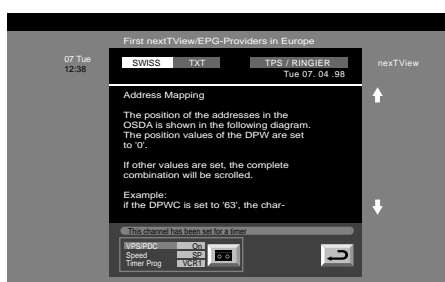 First nextTView/EPG-Providers in Europe
07 Tue
12:38
SWISS TXT TPS / RINGIER
Tue 07. 04 .98
nexTView
Address Mapping
The position of the addresses in the
OSDA is shown in the following diagram.
The position values of the DPW are set
to '0'.
If other values are set, the complete
combination will be scrolled.
Example:
if the DPWC is set to '63', the char-
This channel has been set for a timer
VPS/PDC On
Speed SP
Timer Prog VCR1